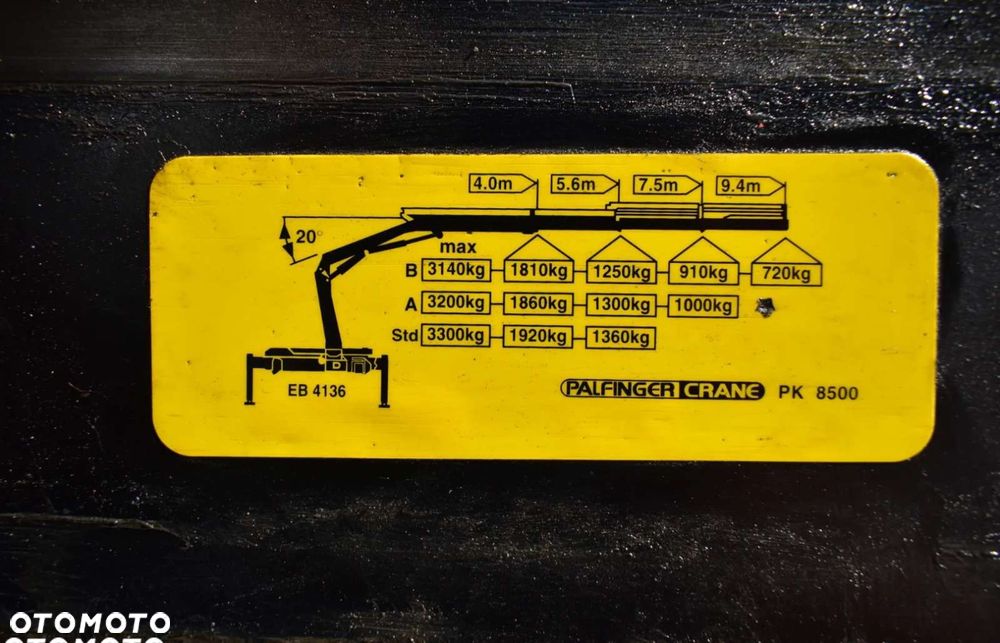 4.0m 5.6m 7.5m 9.4m
20°
max
B 3140kg 1810kg 1250kg 910kg 720kg
A 3200kg 1860kg 1300kg 1000kg
Std 3300kg 1920kg 1360kg
EB 4136
PALFINGER CRANE PK 8500
OTOMOTO
OTOMOTO